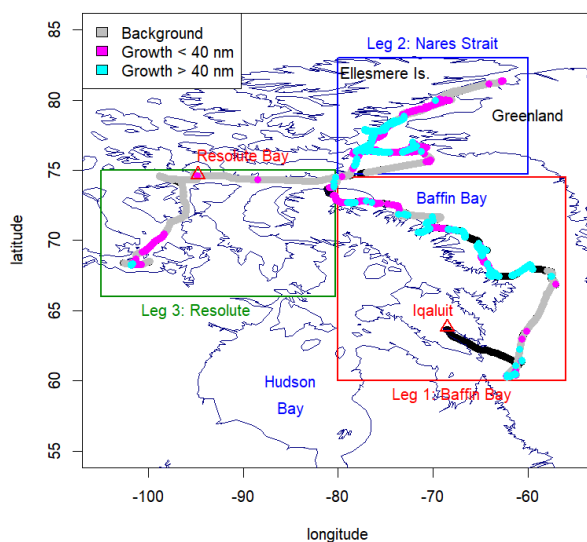 Background
Growth < 40 nm
Growth > 40 nm
Leg 2: Nares Strait
Ellesmere Is.
Greenland
Resolute Bay
Baffin Bay
Leg 3: Resolute
Iqaluit
Hudson
Bay
Leg 1: Baffin Bay
85
80
75
70
65
60
55
latitude
-100
-90
-80
-70
-60
longitude